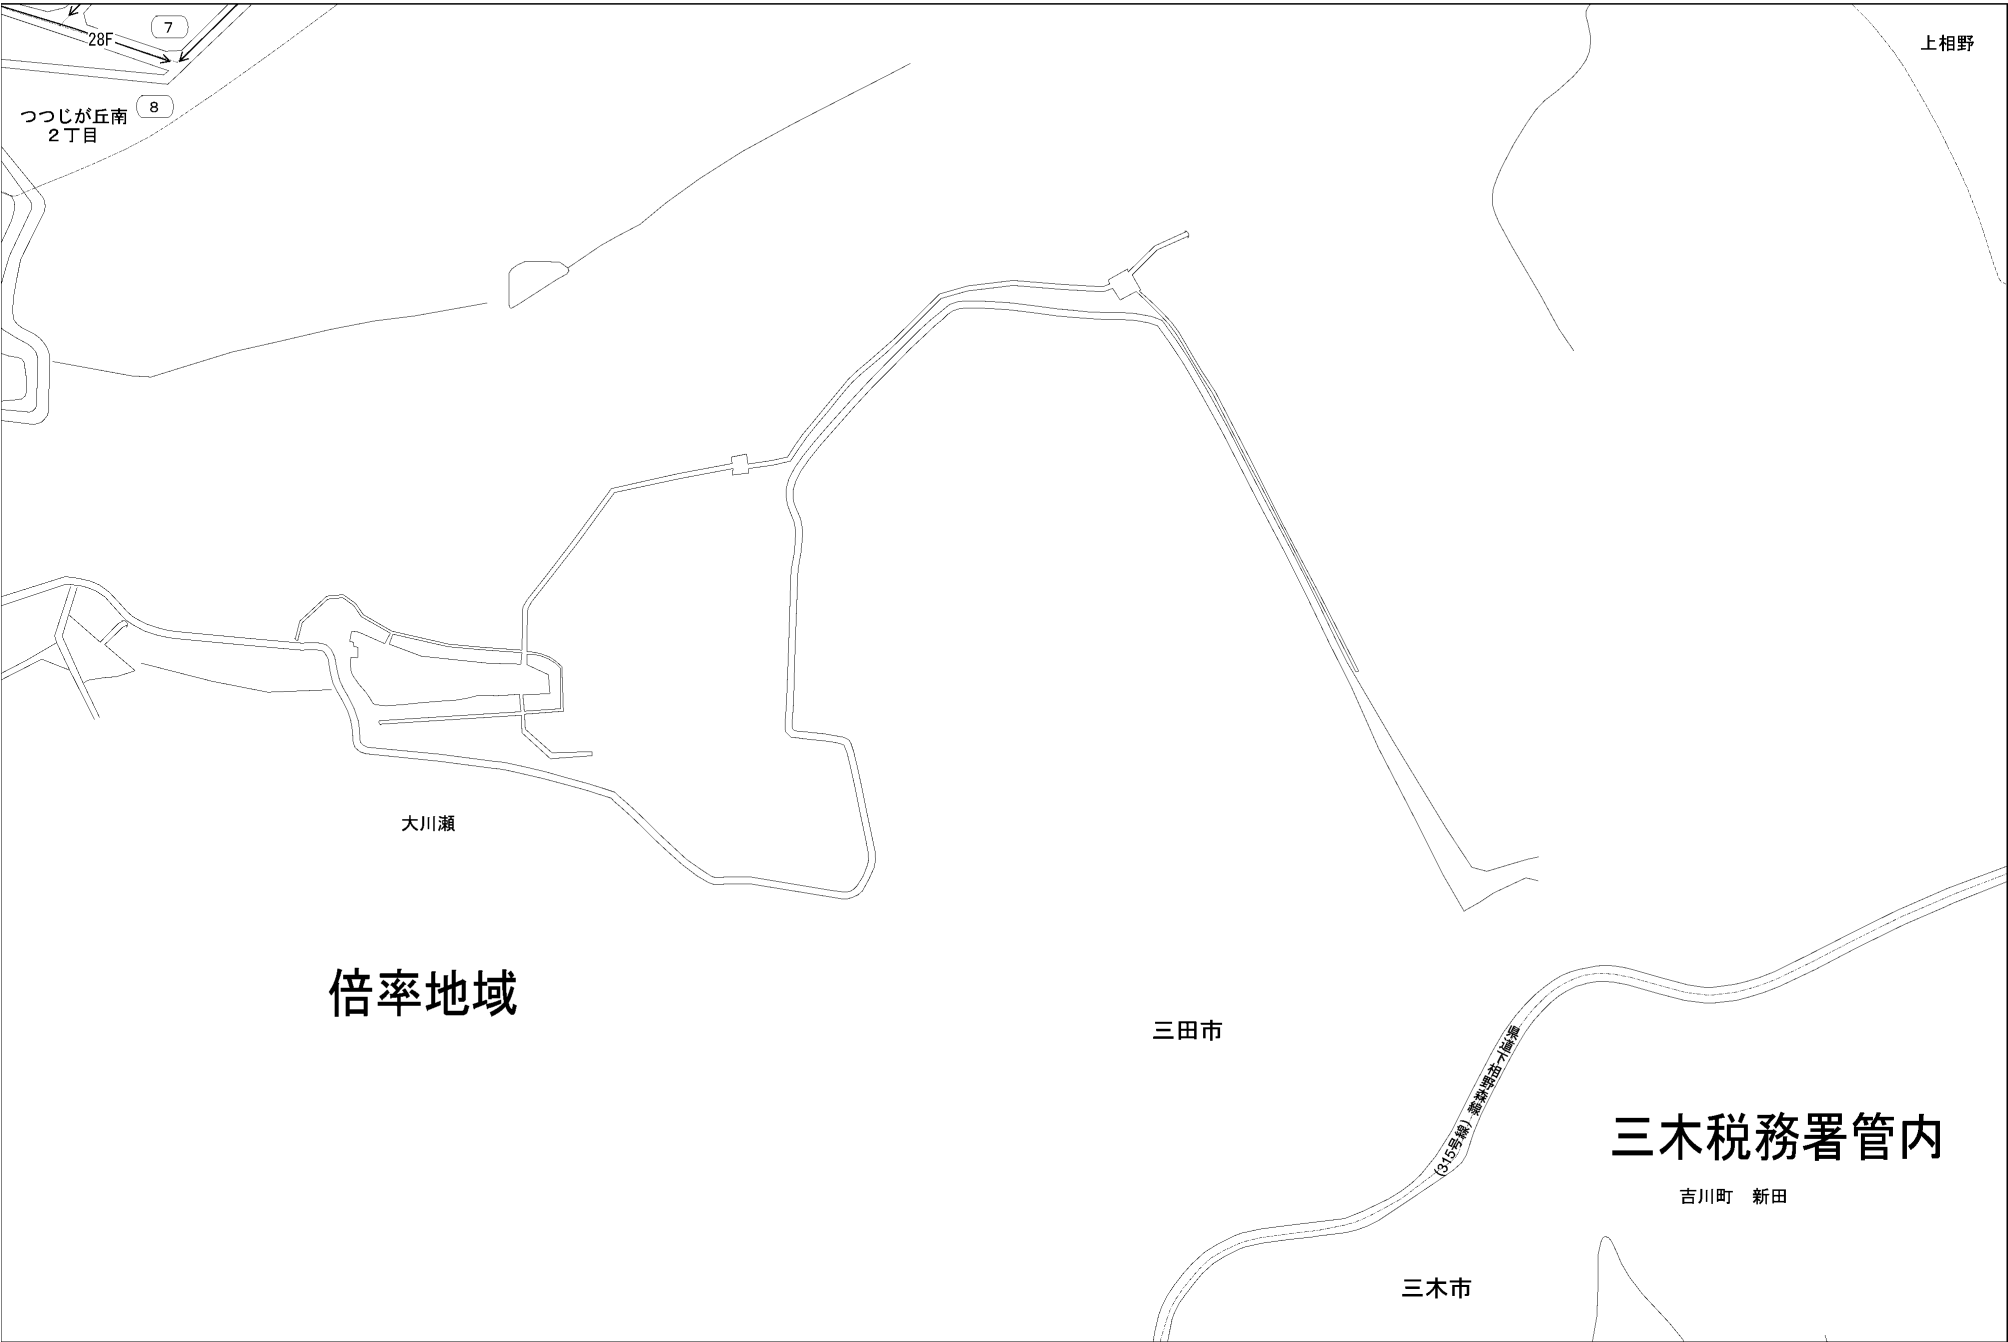 7
28F
上相野
8
つつじが丘南
2丁目
大川瀬
倍率地域
三田市
県道下相野森線
(315号線)
三木税務署管内
吉川町　新田
三木市